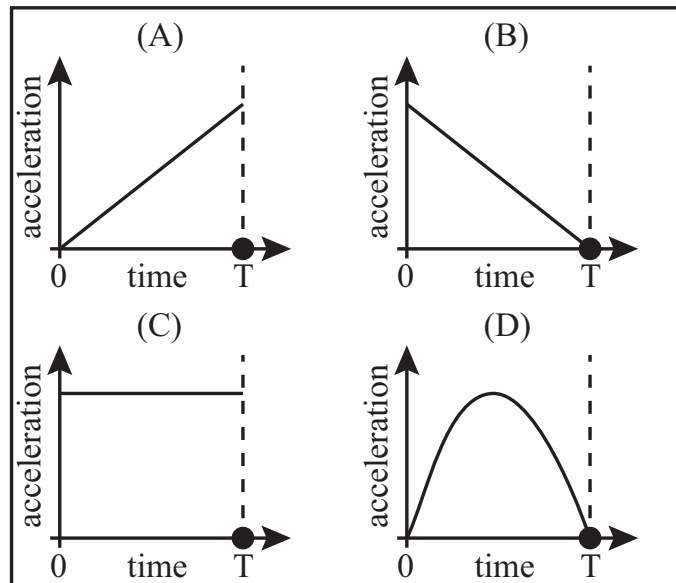 (A)
acceleration
0 time T
(B)
acceleration
0 time T
(C)
acceleration
0 time T
(D)
acceleration
0 time T